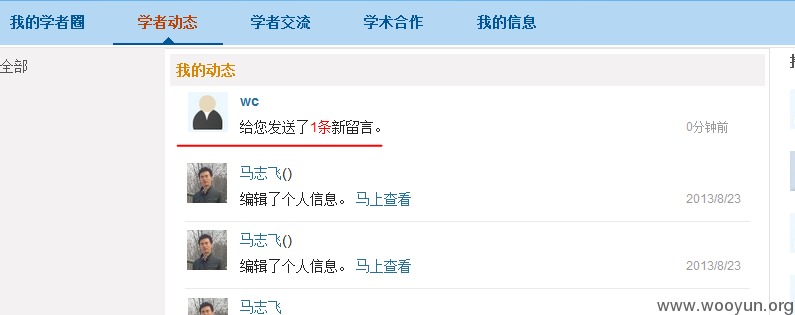 我的学者圈 学者动态 学者交流 学术合作 我的信息
全部
我的动态
wc
给您发送了1条新留言。 0分钟前
马志飞()
编辑了个人信息。 马上查看 2013/8/23
马志飞()
编辑了个人信息。 马上查看 2013/8/23
马志飞
www.wooyun.org